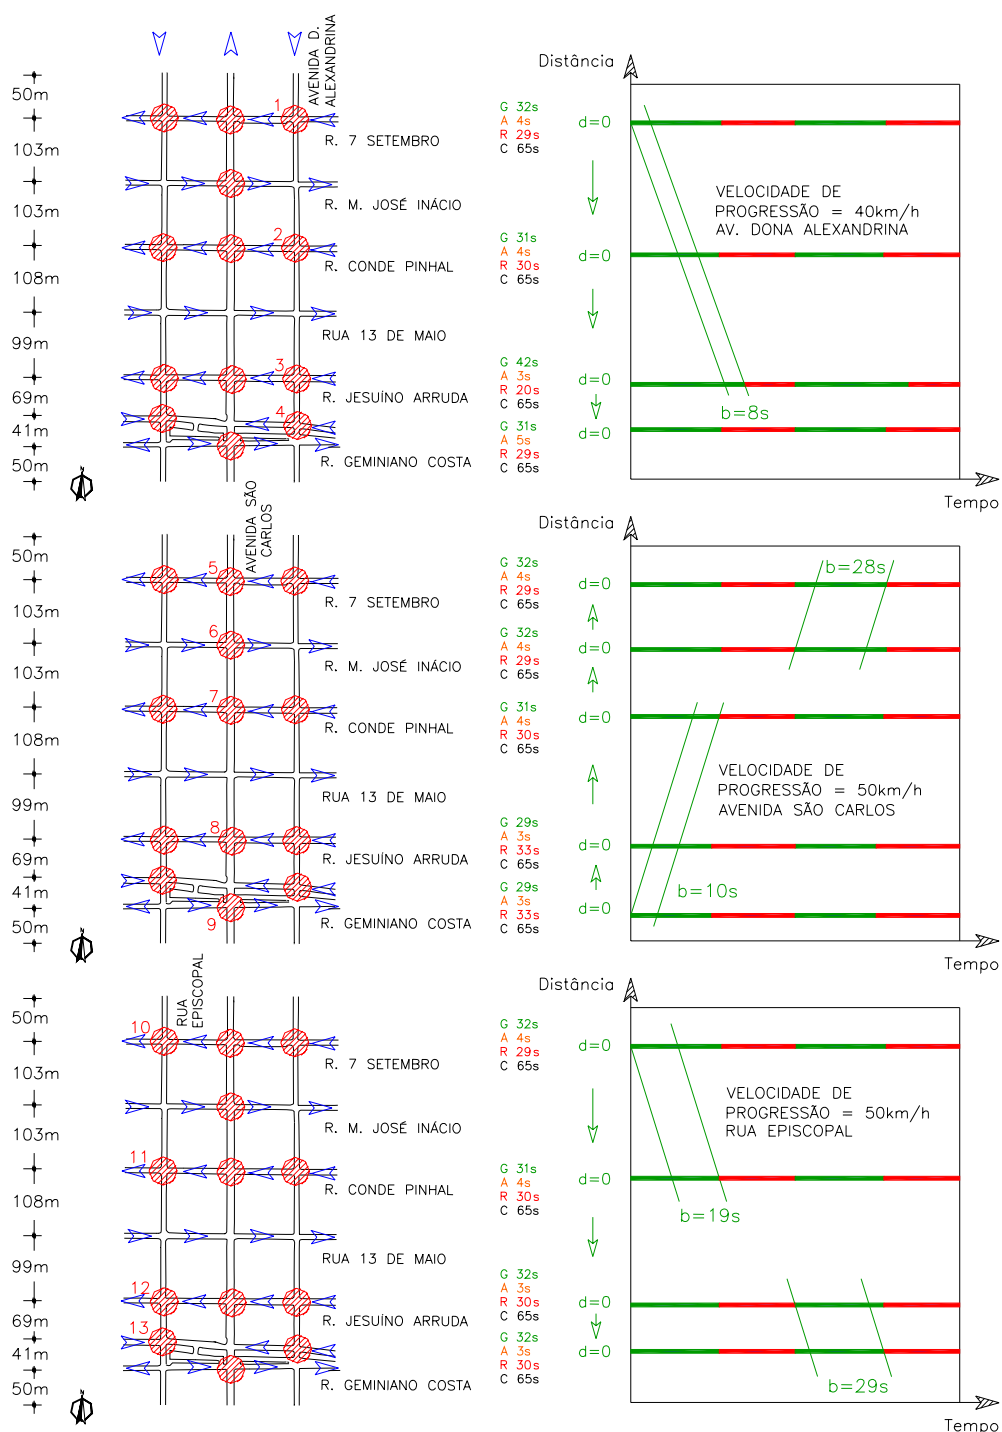 AVENIDA D.
ALEXANDRINA
50m
103m
103m
108m
99m
69m
41m
50m
N
1
R. 7 SETEMBRO
R. M. JOSÉ INÁCIO
2
R. CONDE PINHAL
RUA 13 DE MAIO
3
R. JESUÍNO ARRUDA
4
R. GEMINIANO COSTA
Distância
G 32s
A 4s
R 29s
C 65s
d=0
G 31s
A 4s
R 30s
C 65s
d=0
G 42s
A 3s
R 20s
C 65s
d=0
G 31s
A 5s
R 29s
C 65s
d=0
VELOCIDADE DE
PROGRESSÃO = 40km/h
AV. DONA ALEXANDRINA
b=8s
Tempo
AVENIDA SÃO
CARLOS
50m
103m
103m
108m
99m
69m
41m
50m
N
5
R. 7 SETEMBRO
6
R. M. JOSÉ INÁCIO
7
R. CONDE PINHAL
RUA 13 DE MAIO
8
R. JESUÍNO ARRUDA
9
R. GEMINIANO COSTA
Distância
G 32s
A 4s
R 29s
C 65s
d=0
G 32s
A 4s
R 29s
C 65s
d=0
G 31s
A 4s
R 30s
C 65s
d=0
G 29s
A 3s
R 33s
C 65s
d=0
G 29s
A 3s
R 33s
C 65s
d=0
b=28s
VELOCIDADE DE
PROGRESSÃO = 50km/h
AVENIDA SÃO CARLOS
b=10s
Tempo
RUA
EPISCOPAL
50m
103m
103m
108m
99m
69m
41m
50m
N
10
R. 7 SETEMBRO
R. M. JOSÉ INÁCIO
11
R. CONDE PINHAL
RUA 13 DE MAIO
12
R. JESUÍNO ARRUDA
13
R. GEMINIANO COSTA
Distância
G 32s
A 4s
R 29s
C 65s
d=0
G 31s
A 4s
R 30s
C 65s
d=0
G 32s
A 3s
R 30s
C 65s
d=0
G 32s
A 3s
R 30s
C 65s
d=0
VELOCIDADE DE
PROGRESSÃO = 50km/h
RUA EPISCOPAL
b=19s
b=29s
Tempo